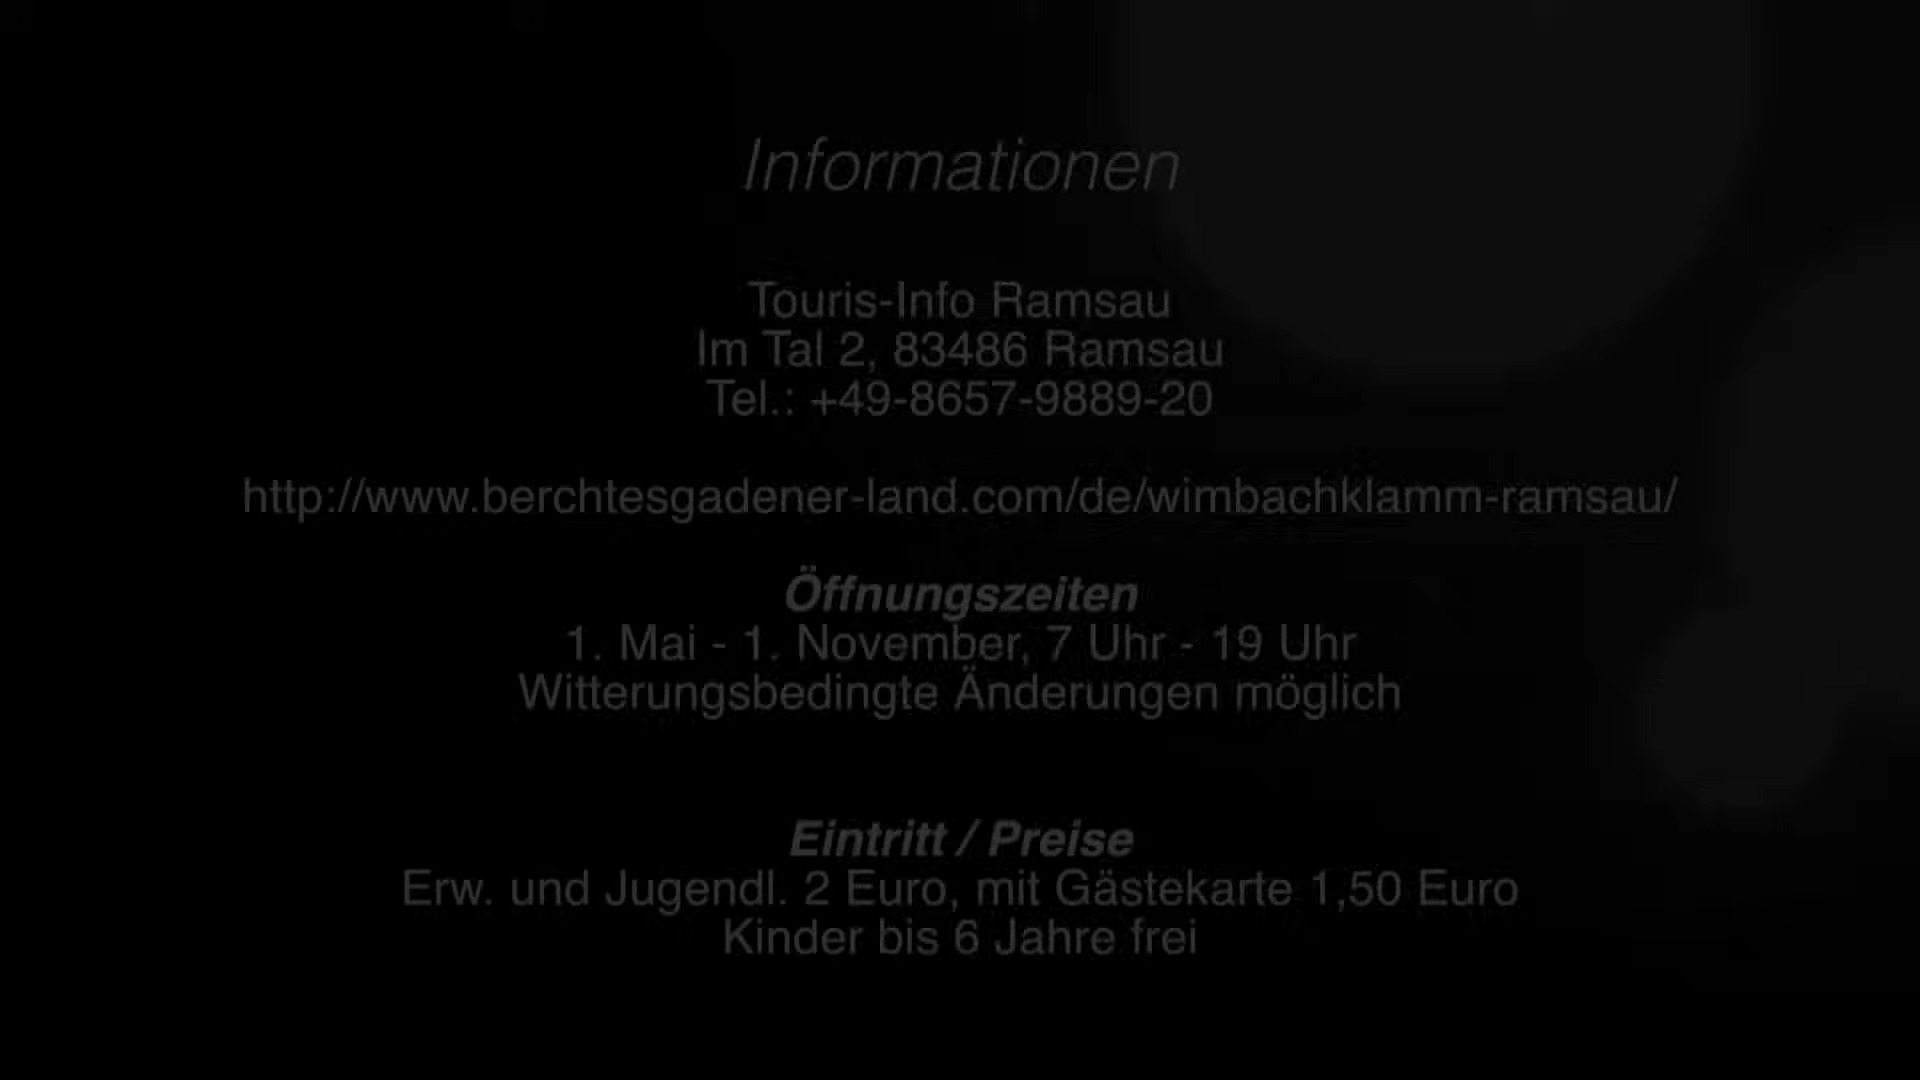 Informationen
Touris-Info Ramsau
Im Tal 2, 83486 Ramsau
Tel.: +49-8657-9889-20
http://www.berchtesgadener-land.com/de/wimbachklamm-ramsau/
Öffnungszeiten
1. Mai - 1. November, 7 Uhr - 19 Uhr
Witterungsbedingte Änderungen möglich
Eintritt / Preise
Erw. und Jugendl. 2 Euro, mit Gästekarte 1,50 Euro
Kinder bis 6 Jahre frei